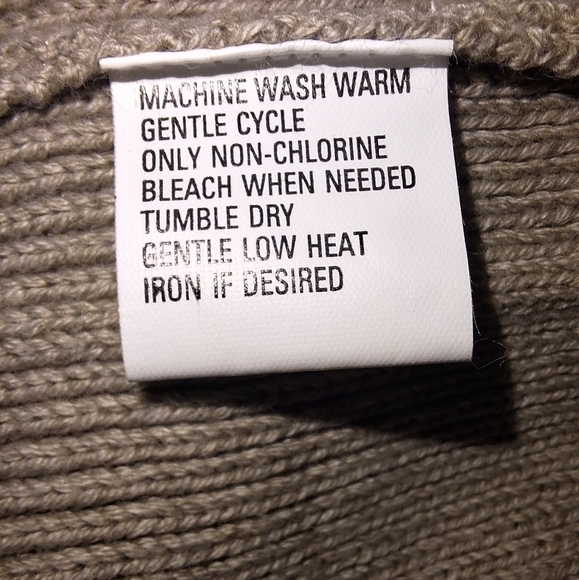 MACHINE WASH WARM
GENTLE CYCLE
ONLY NON-CHLORINE
BLEACH WHEN NEEDED
TUMBLE DRY
GENTLE LOW HEAT
IRON IF DESIRED